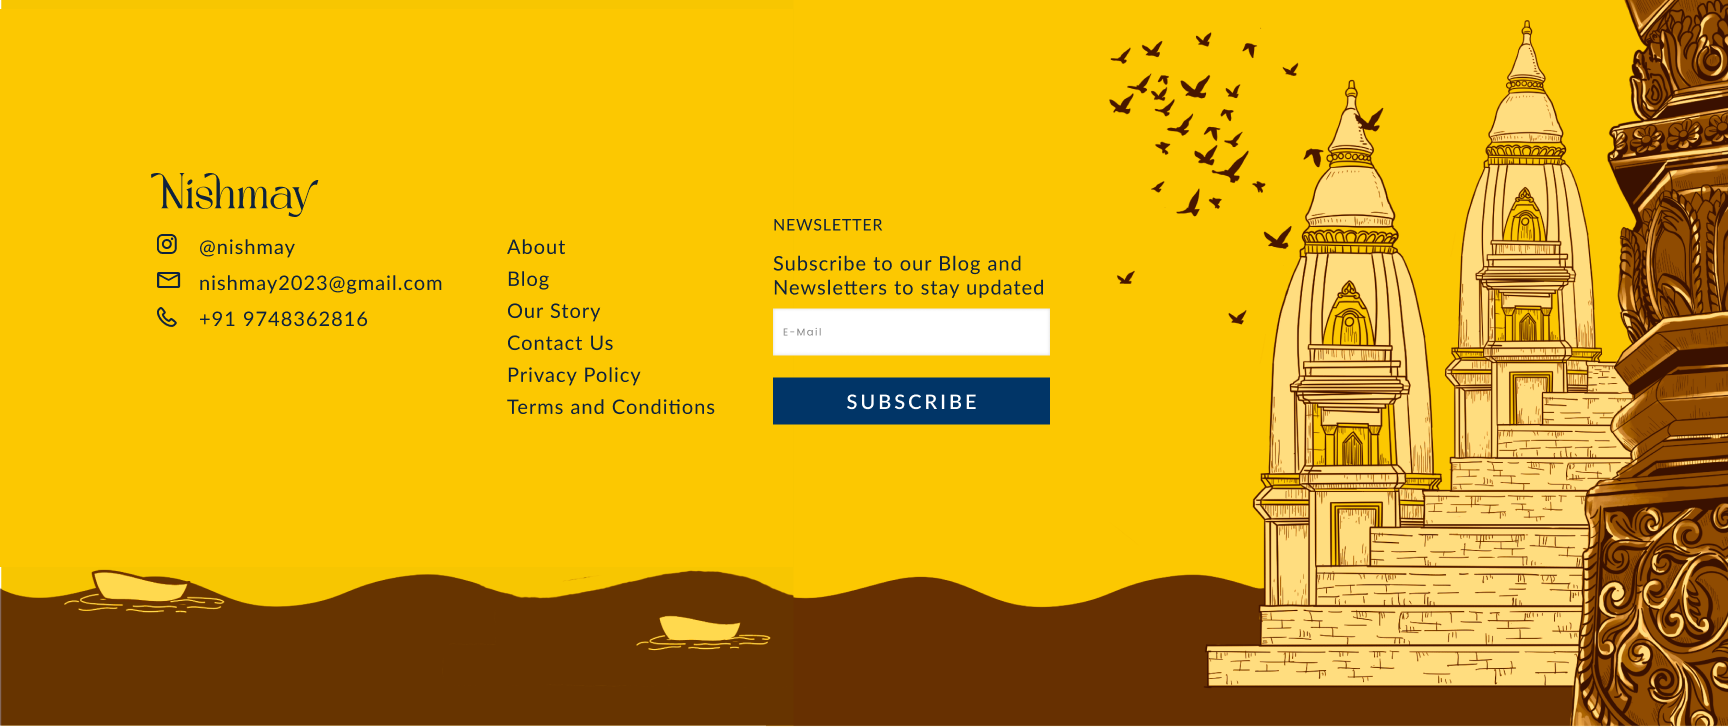 Nishmay
@nishmay
nishmay2023@gmail.com
+91 9748362816
About
Blog
Our Story
Contact Us
Privacy Policy
Terms and Conditions
NEWSLETTER
Subscribe to our Blog and
Newsletters to stay updated
E-Mail
SUBSCRIBE